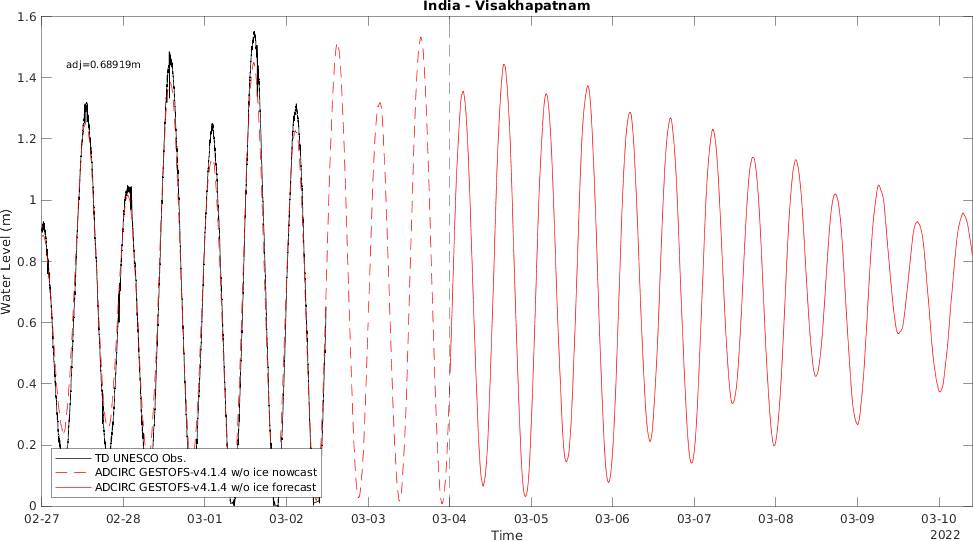 India - Visakhapatnam
1.6
1.4
1.2
1
0.8
0.6
0.4
0.2
0
Water Level (m)
adj=0.68919m
TD UNESCO Obs.
ADCIRC GESTOFS-v4.1.4 w/o ice nowcast
ADCIRC GESTOFS-v4.1.4 w/o ice forecast
02-27 02-28 03-01 03-02 03-03 03-04 03-05 03-06 03-07 03-08 03-09 03-10
Time
2022